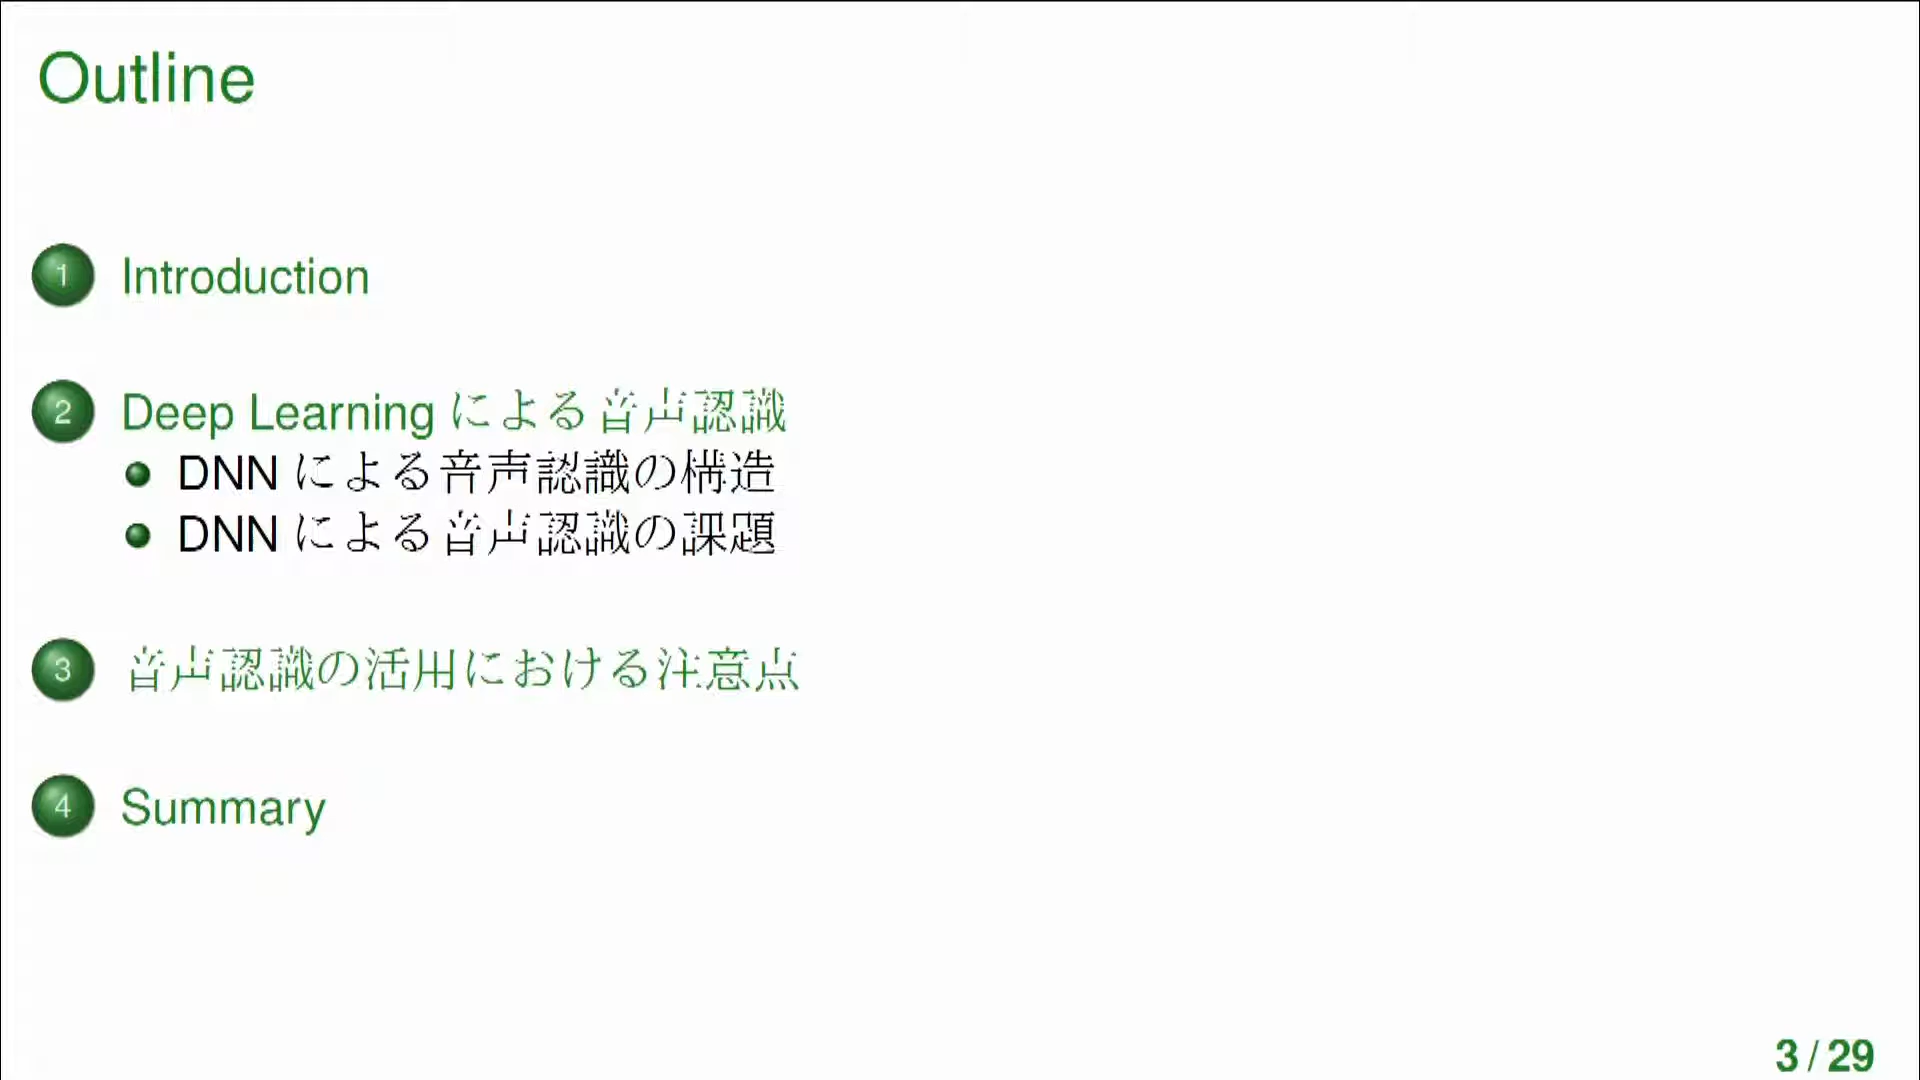 Outline
1 Introduction
2 Deep Learning による音声認識
DNN による音声認識の構造
DNN による音声認識の課題
3 音声認識の活用における注意点
4 Summary
3 / 29